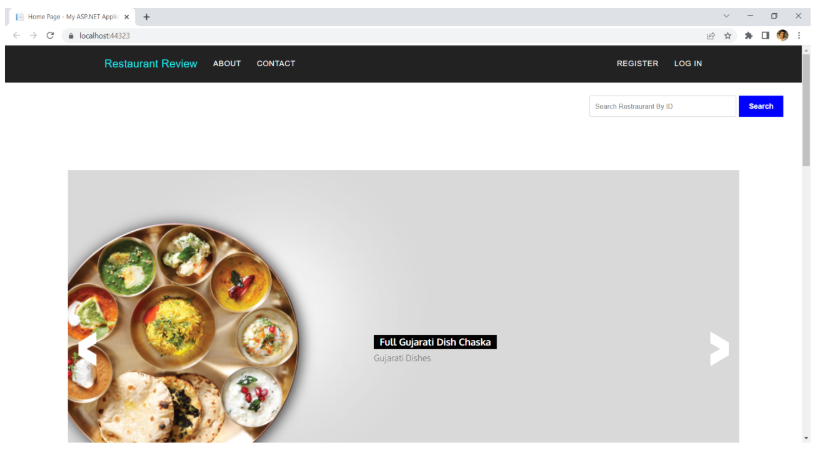 Home Page - My ASP.NET Applic
localhost:44323
Restaurant Review ABOUT CONTACT REGISTER LOG IN
Search Restraurant By ID Search
Full Gujarati Dish Chaska
Gujarati Dishes